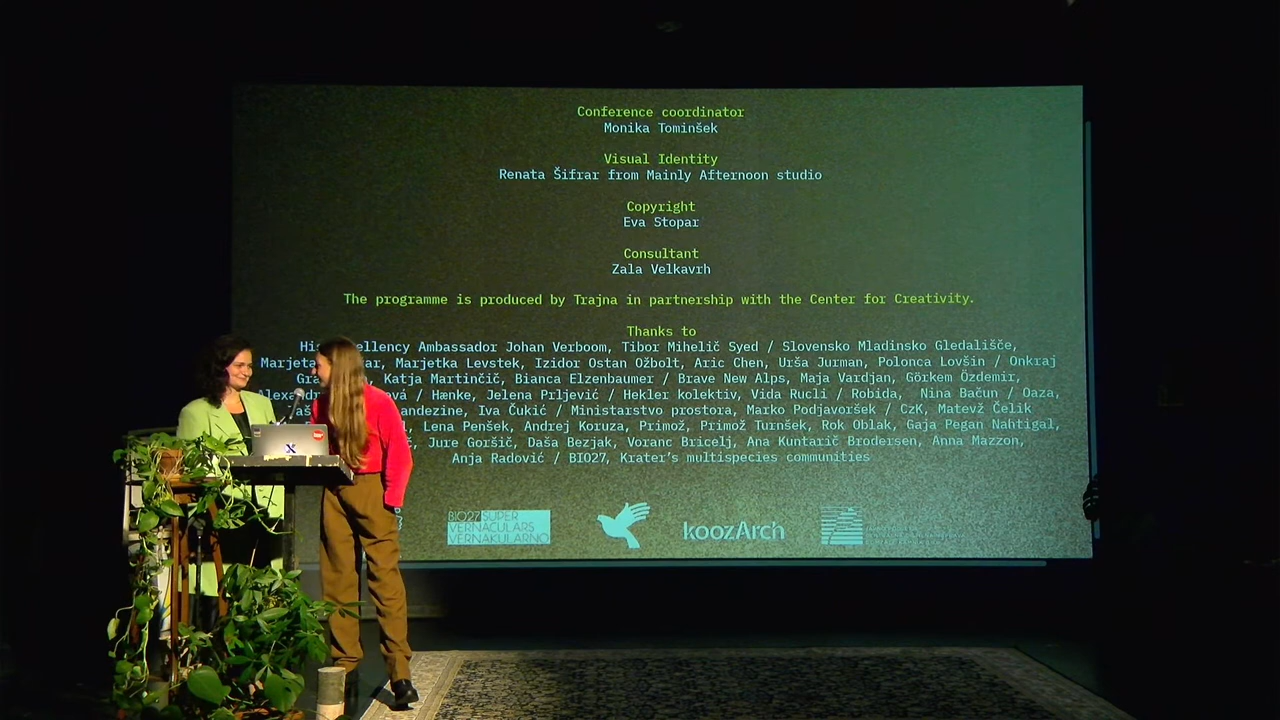 Conference coordinator
Monika Tominšek
Visual Identity
Renata Šifrar from Mainly Afternoon studio
Copyright
Eva Stopar
Consultant
Zala Velkavrh
The programme is produced by Trajna in partnership with the Center for Creativity.
Thanks to
Ambassador Johan Verboom, Tibor Mihelič Syed / Slovensko Mladinsko Gledališče,
Marjetka Levstek, Izidor Ostan Ožbolt, Aric Chen, Urša Jurman, Polonca Lovšin / Onkraj
Katja Martinčič, Bianca Elzenbaumer / Brave New Alps, Maja Vardjan, Görkem Özdemir,
/ Hænke, Jelena Prljević / Hekler kolektiv, Vida Rucli / Robida, Nina Bačun / Oaza,
Iva Čukić / Ministarstvo prostora, Marko Podjavoršek / CzK, Matevž Čelik
Lena Penšek, Andrej Koruza, Primož, Primož Turnšek, Rok Oblak, Gaja Pegan Nahtigal,
Jure Goršič, Daša Bezjak, Voranc Bricelj, Ana Kuntarič Brodersen, Anna Mazzon,
Anja Radović / BIO27, Krater's multispecies communities
BIO27 SUPER
VERNACULARS
VERNAKULARNO
koozArch
X